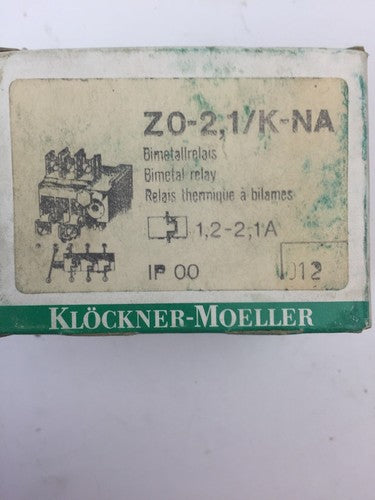 ZO-2,1/K-NA
Bimetallrelais
Bimetal relay
Relais thermique à bilames
1,2-2,1A
IP 00
012
KLÖCKNER-MOELLER